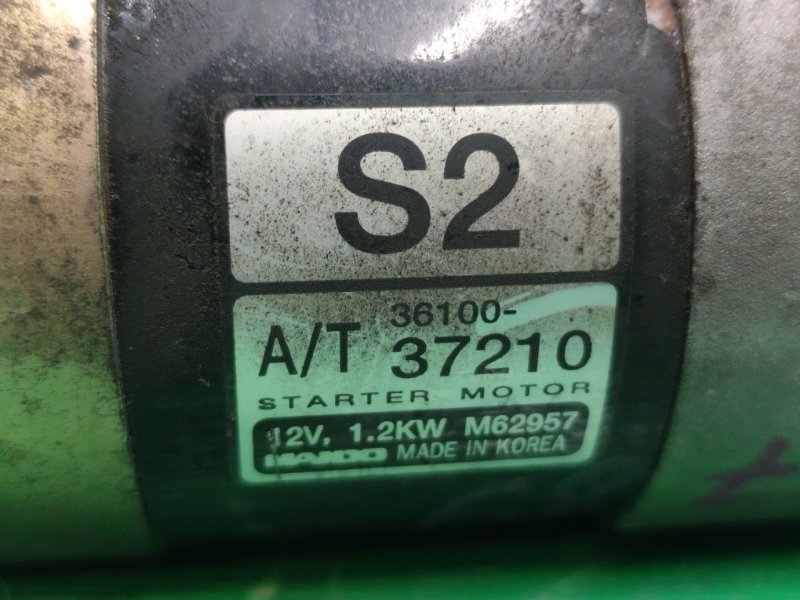 S2
36100-
A/T 37210
STARTER MOTOR
12V, 1.2KW M62957
MANDO MADE IN KOREA